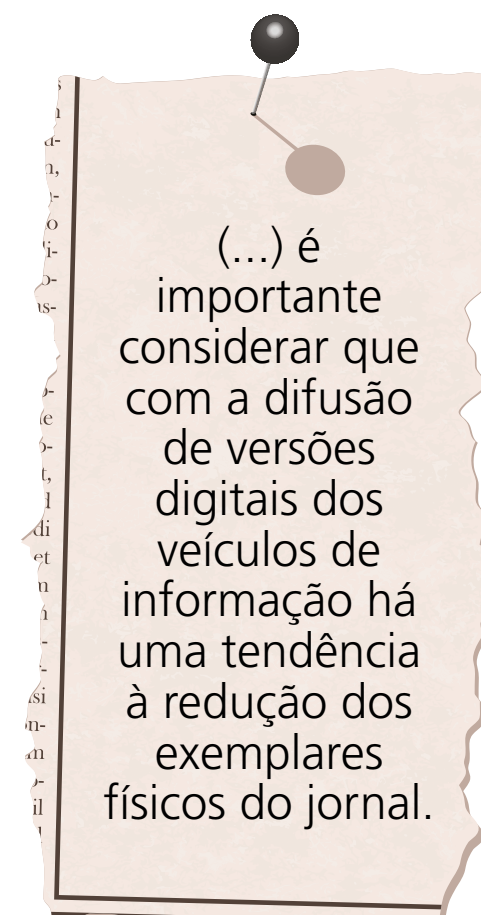 (...) é
importante
considerar que
com a difusão
de versões
digitais dos
veículos de
informação há
uma tendência
à redução dos
exemplares
físicos do jornal.